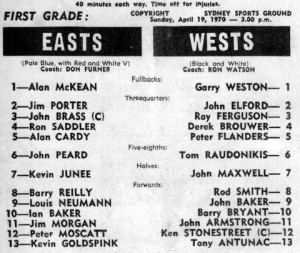 40 minutes each way. Time off for injuries.
FIRST GRADE: COPYRIGHT SYDNEY SPORTS GROUND
Sunday, April 19, 1970 — 3.00 p.m.
EASTS WESTS
(Pale Blue, with Red and White V) (Black and White)
Coach: DON FURNER Coach: RON WATSON
Fullbacks:
1—Alan McKEAN Garry WESTON— 1
Threequarters:
2—Jim PORTER John ELFORD— 2
3—John BRASS (C) Roy FERGUSON— 3
4—Ron SADDLER Derek BROUWER— 4
5—Alan CARDY Peter FLANDERS— 5
Five-eighths:
6—John PEARD Tom RAUDONIKIS— 6
Halves:
7—Kevin JUNEE John MAXWELL— 7
Forwards:
8—Barry REILLY Rod SMITH— 8
9—Louis NEUMANN John BAKER— 9
10—Ian BAKER Barry BRYANT—10
11—Jim MORGAN John ARMSTRONG—11
12—Peter MOSCATT Ken STONESTREET (C)—12
13—Kevin GOLDSPINK Tony ANTUNAC—13